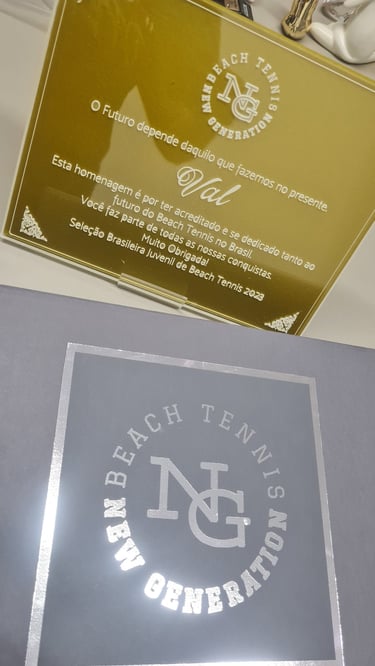 BEACH TENNIS
NG
NEW GENERATION
O Futuro depende daquilo que fazemos no presente.
Val
Esta homenagem é por ter acreditado e se dedicado tanto ao
futuro do Beach Tennis no Brasil.
Você faz parte de todas as nossas conquistas.
Muito Obrigada!
Seleção Brasileira Juvenil de Beach Tennis 2023
BEACH TENNIS
NG
NEW GENERATION